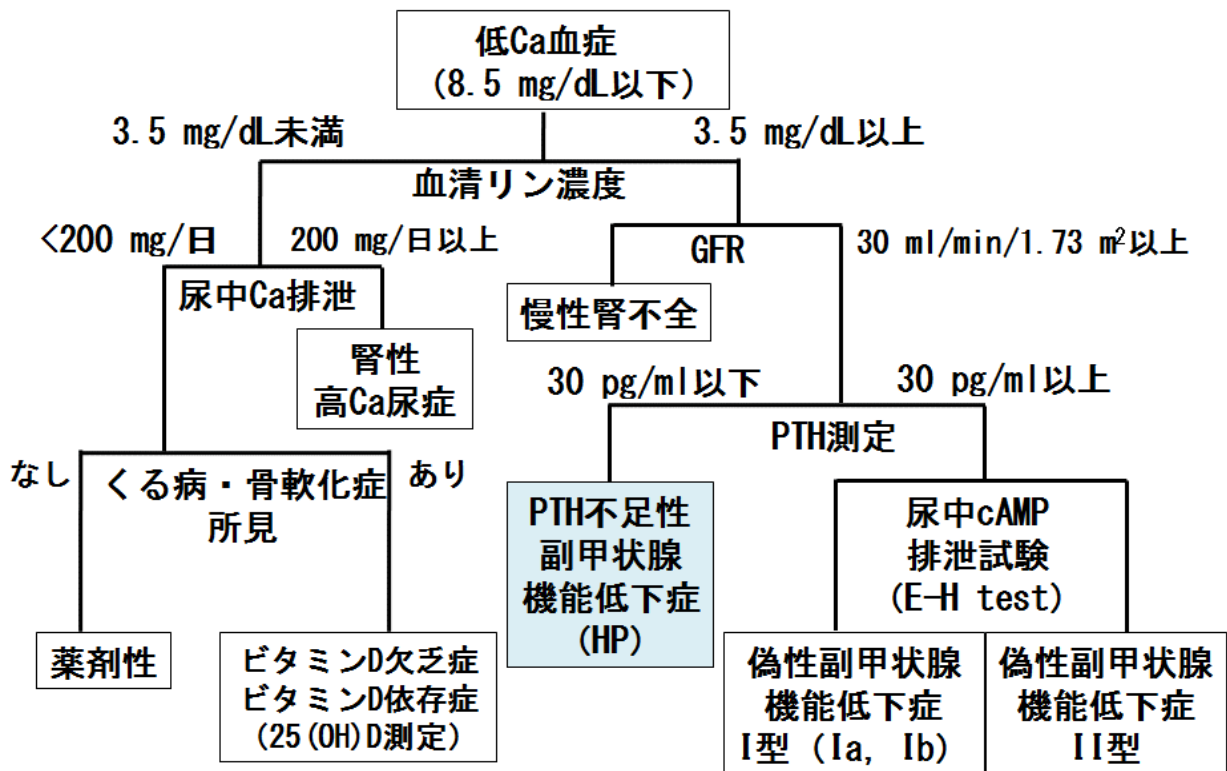 低Ca血症
(8.5 mg/dL以下)
3.5 mg/dL未満
3.5 mg/dL以上
血清リン濃度
<200 mg/日
200 mg/日以上
GFR
30 ml/min/1.73 m²以上
尿中Ca排泄
慢性腎不全
腎性
高Ca尿症
30 pg/ml以下
30 pg/ml以上
PTH測定
なし
くる病・骨軟化症
所見
あり
PTH不足性
副甲状腺
機能低下症
(HP)
尿中cAMP
排泄試験
(E-H test)
薬剤性
ビタミンD欠乏症
ビタミンD依存症
(25(OH)D測定)
偽性副甲状腺
機能低下症
I型 (Ia, Ib)
偽性副甲状腺
機能低下症
II型